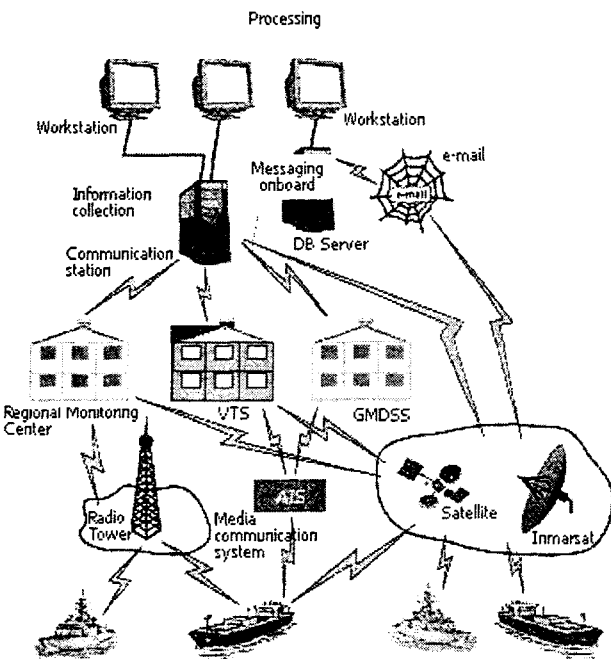 Processing
Workstation
Workstation
e-mail
e-mail
Messaging
onboard
Information
collection
DB Server
Communication
station
Regional Monitoring
Center
VTS
GMDSS
AIS
Radio
Tower
Media
communication
system
Satellite
Inmarsat